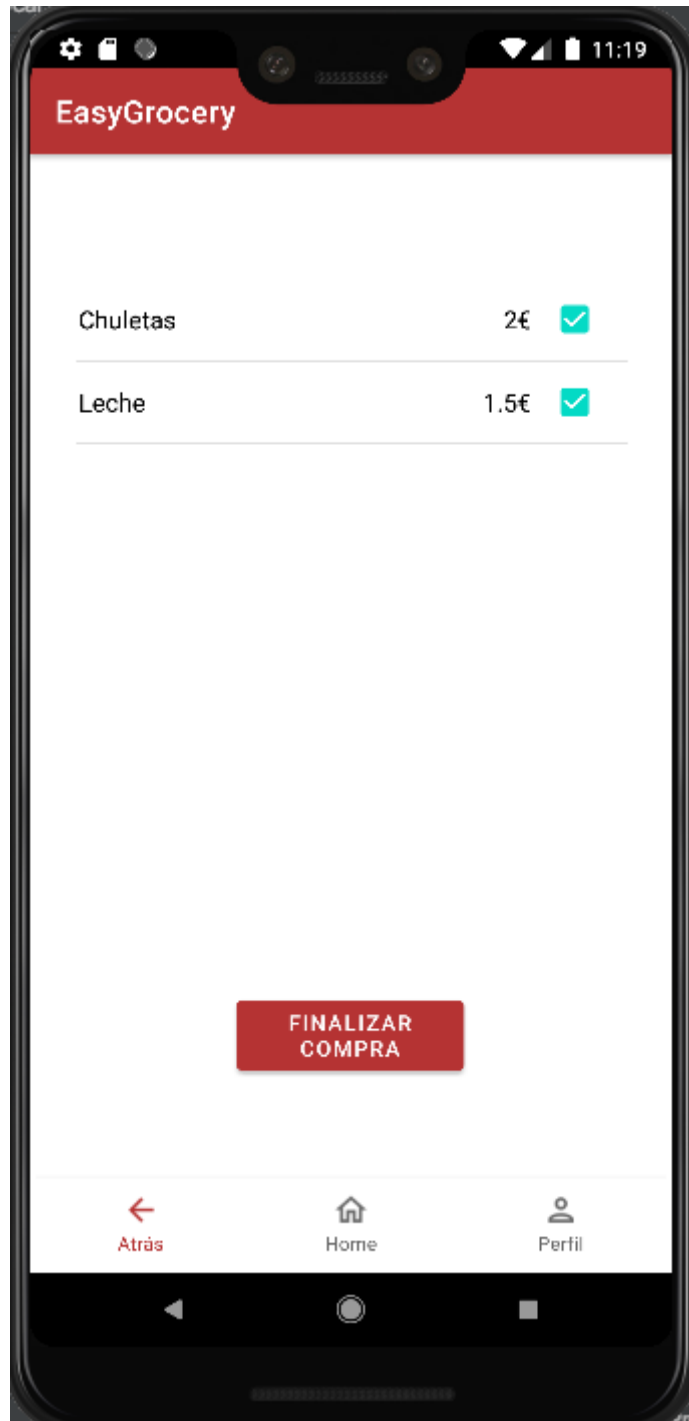 11:19
EasyGrocery
Chuletas 2€
Leche 1.5€
FINALIZAR
COMPRA
Atrás Home Perfil